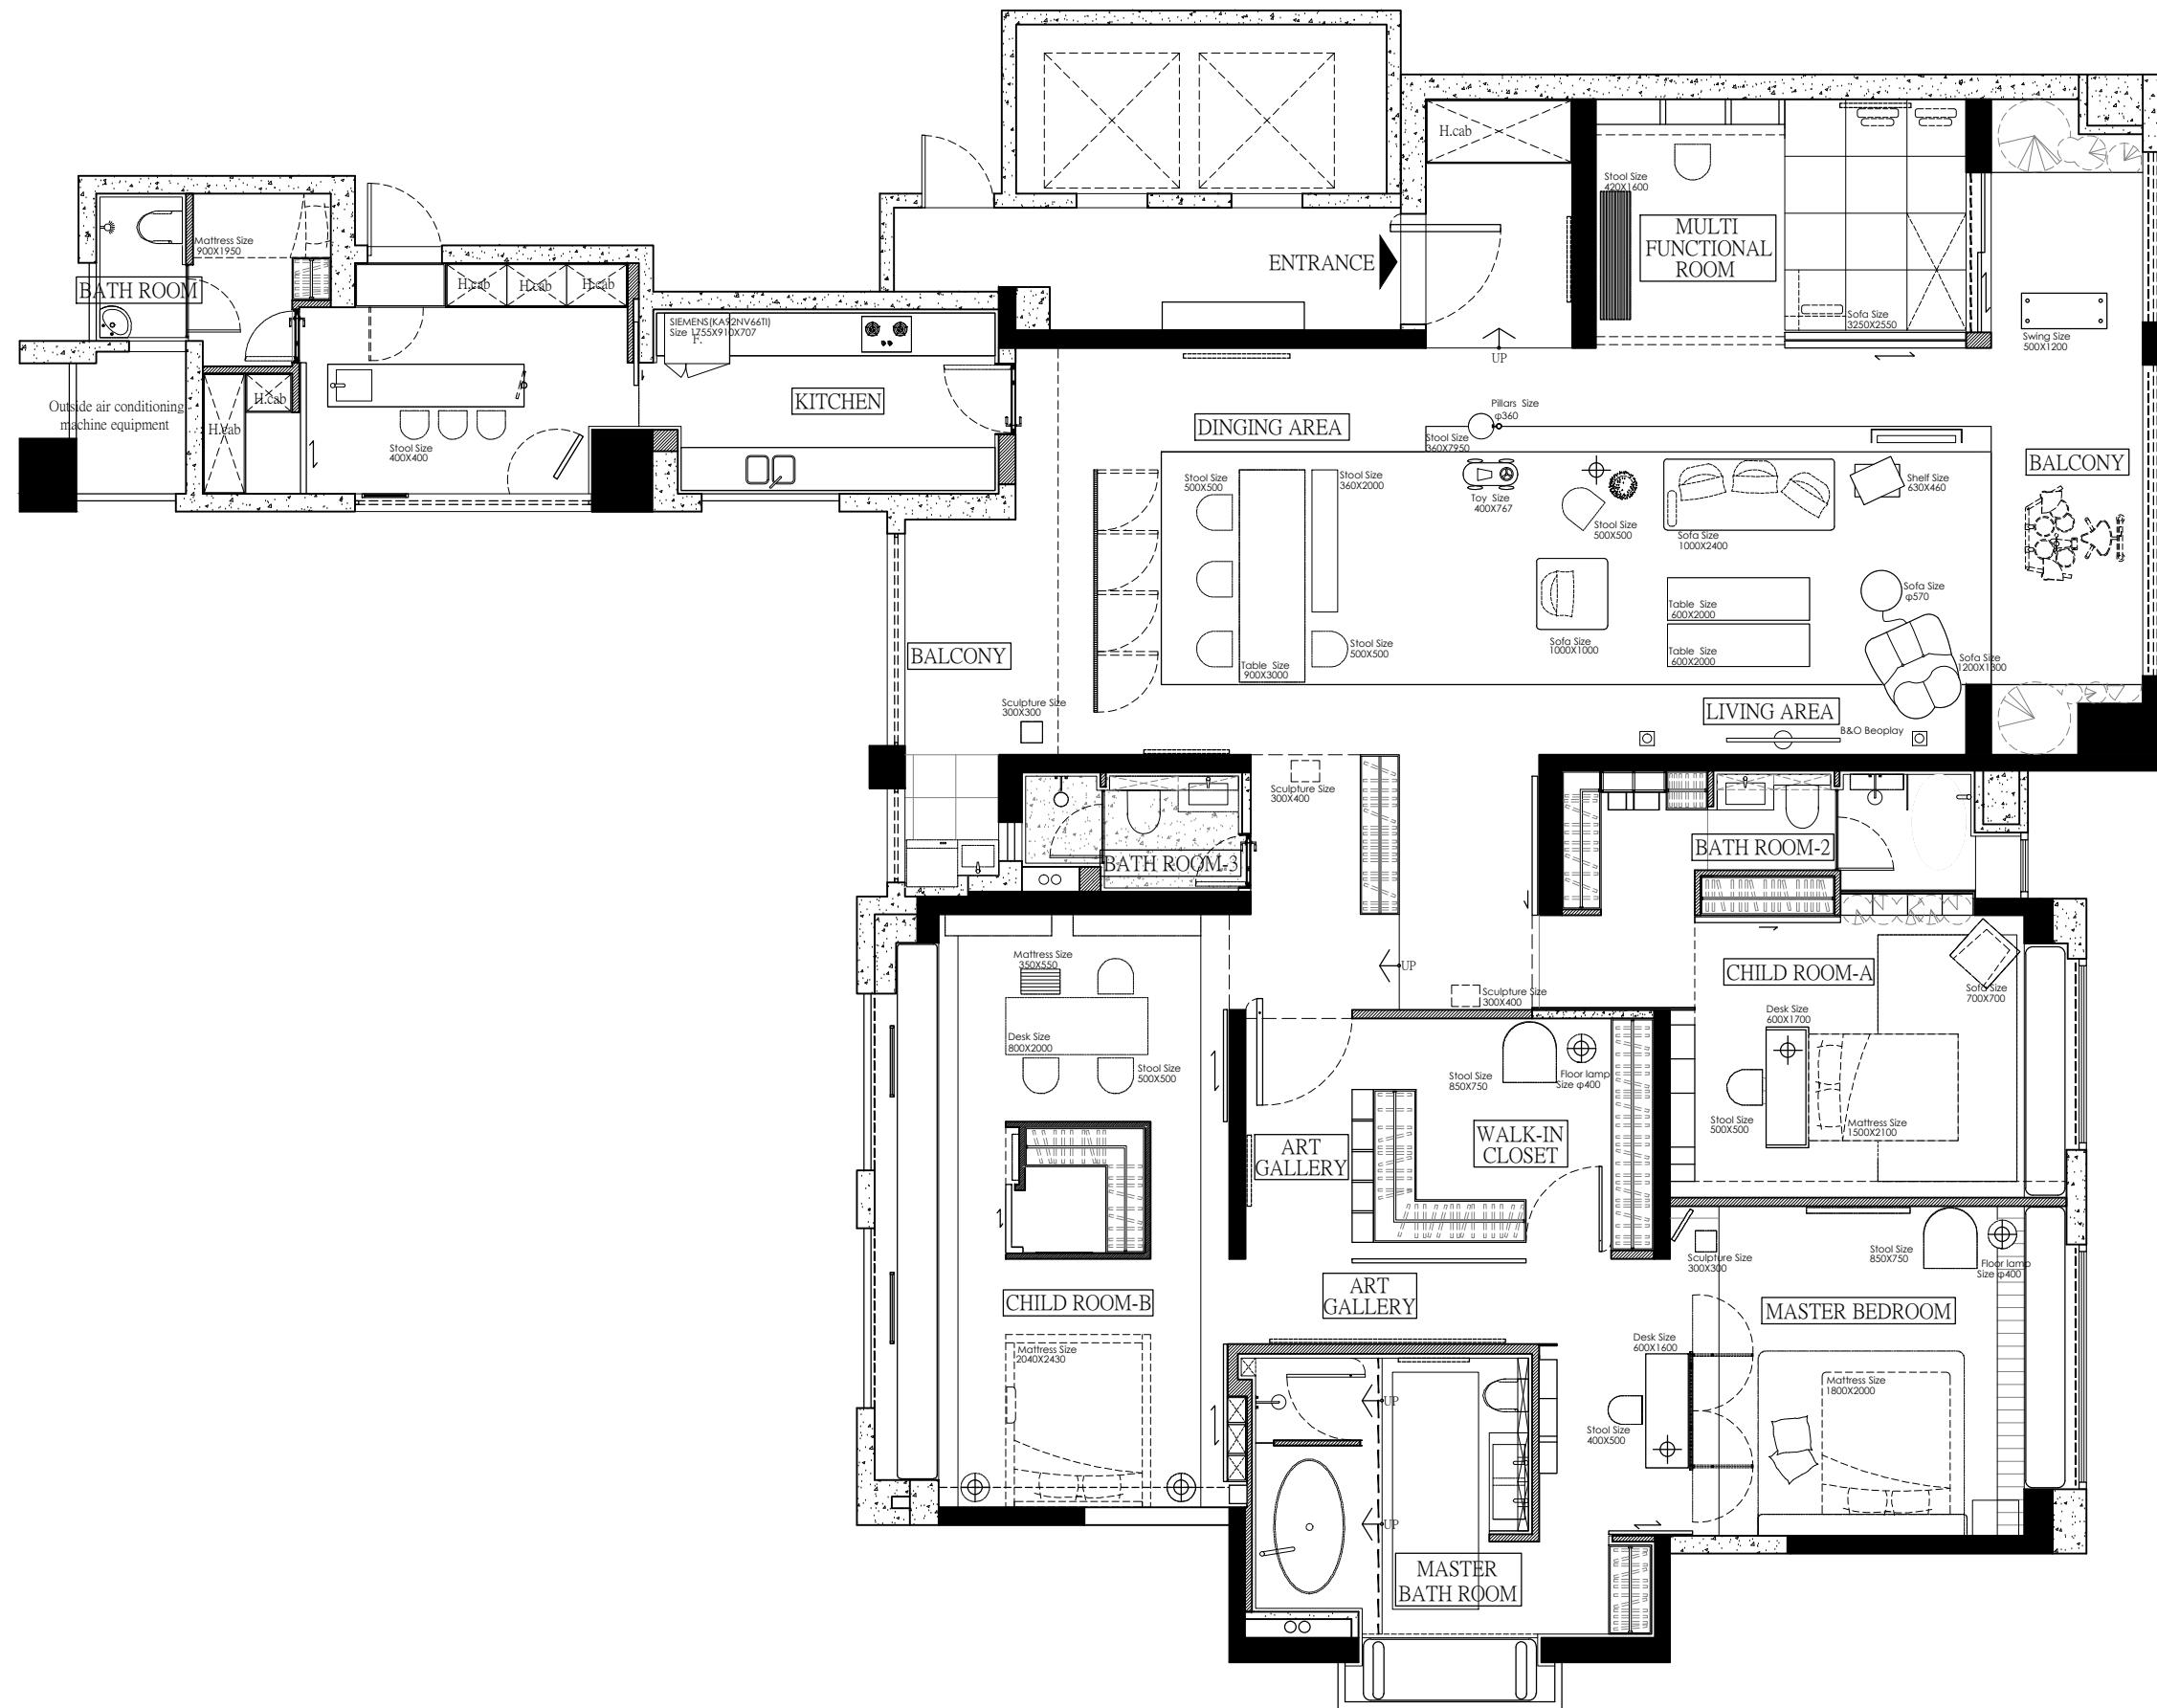 H.cab
Stool Size
420X1600
MULTI
FUNCTIONAL
ROOM
Sofa Size
3250X2550
Swing Size
500X1200
ENTRANCE
UP
Mattress Size
900X1950
BATH ROOM
H.cab
H.cab
H.cab
SIEMENS(KA92NV66TI)
Size 1755X910X707
F.
KITCHEN
Outside air conditioning
machine equipment
H.cab
H.cab
Stool Size
400X400
DINGING AREA
Pillars Size
φ360
Stool Size
360X7950
Stool Size
500X500
Stool Size
360X2000
Toy Size
400X767
Stool Size
500X500
Sofa Size
1000X2400
Shelf Size
630X460
BALCONY
Sofa Size
1000X1000
Table Size
600X2000
Table Size
600X2000
Sofa Size
φ570
Sofa Size
1200X1300
Stool Size
500X500
Table Size
900X3000
BALCONY
Sculpture Size
300X300
LIVING AREA
B&O Beoplay
Sculpture Size
300X400
BATH ROOM-3
BATH ROOM-2
UP
Sculpture Size
300X400
Mattress Size
350X550
Desk Size
800X2000
Stool Size
500X500
CHILD ROOM-A
Sofa Size
700X700
Desk Size
600X1700
Stool Size
500X500
Mattress Size
1500X2100
Stool Size
850X750
Floor lamp
Size φ400
ART
GALLERY
WALK-IN
CLOSET
CHILD ROOM-B
ART
GALLERY
Sculpture Size
300X300
Stool Size
850X750
Floor lamp
Size φ400
MASTER BEDROOM
Mattress Size
2040X2430
Desk Size
600X1600
Mattress Size
1800X2000
Stool Size
400X500
UP
UP
MASTER
BATH ROOM